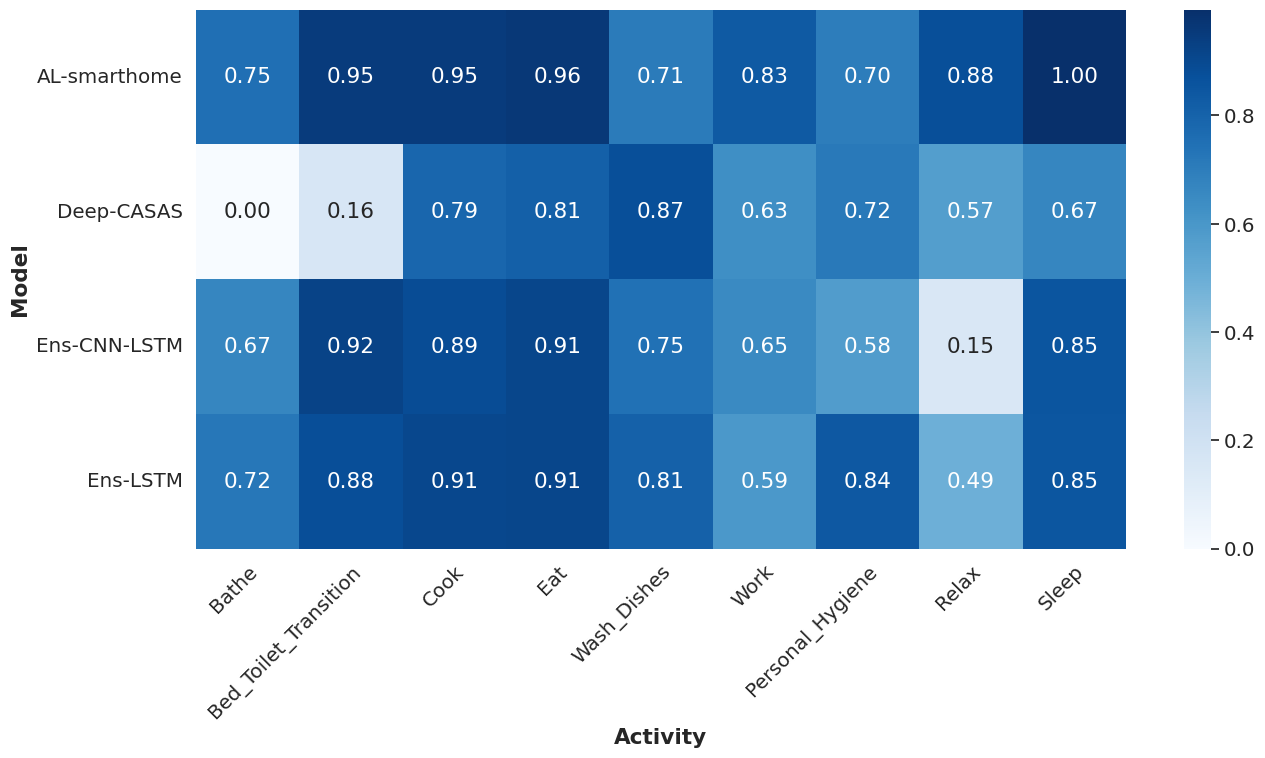 AL-smarthome 0.75 0.95 0.95 0.96 0.71 0.83 0.70 0.88 1.00
Deep-CASAS 0.00 0.16 0.79 0.81 0.87 0.63 0.72 0.57 0.67
Ens-CNN-LSTM 0.67 0.92 0.89 0.91 0.75 0.65 0.58 0.15 0.85
Ens-LSTM 0.72 0.88 0.91 0.91 0.81 0.59 0.84 0.49 0.85
Model
Bathe
Bed_Toilet_Transition
Cook
Eat
Wash_Dishes
Work
Personal_Hygiene
Relax
Sleep
Activity
0.8
0.6
0.4
0.2
0.0